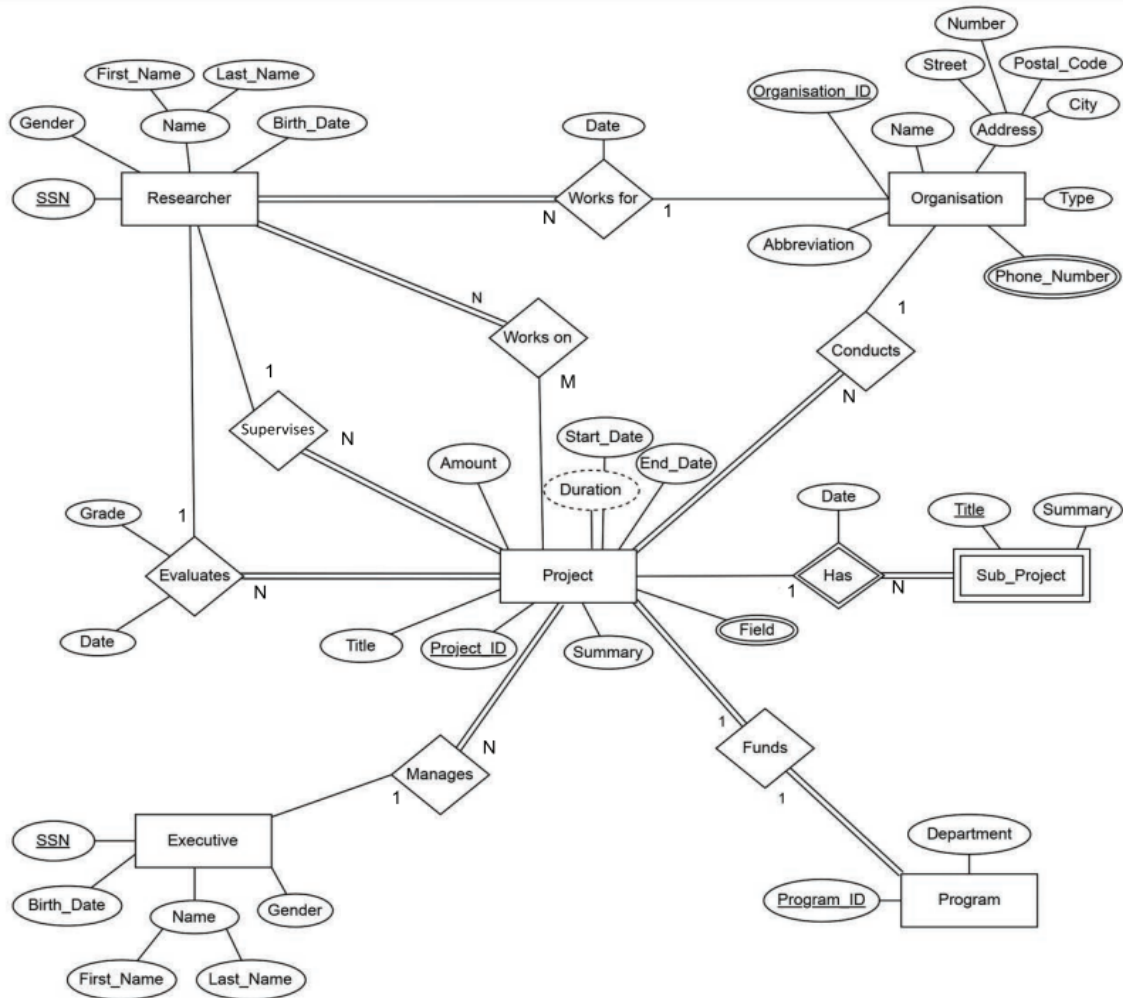 Number
First_Name
Last_Name
Street
Postal_Code
Organisation_ID
City
Gender
Name
Birth_Date
Date
Name
Address
SSN
Researcher
Works for
Organisation
Type
N
1
Abbreviation
Phone_Number
N
1
Works on
Conducts
1
M
N
Supervises
N
Start_Date
Amount
End_Date
Duration
Date
Title
Summary
Grade
1
Evaluates
N
Project
1
Has
N
Sub_Project
Date
Title
Project_ID
Summary
Field
1
N
Funds
Manages
1
1
SSN
Executive
Department
Birth_Date
Name
Gender
Program_ID
Program
First_Name
Last_Name